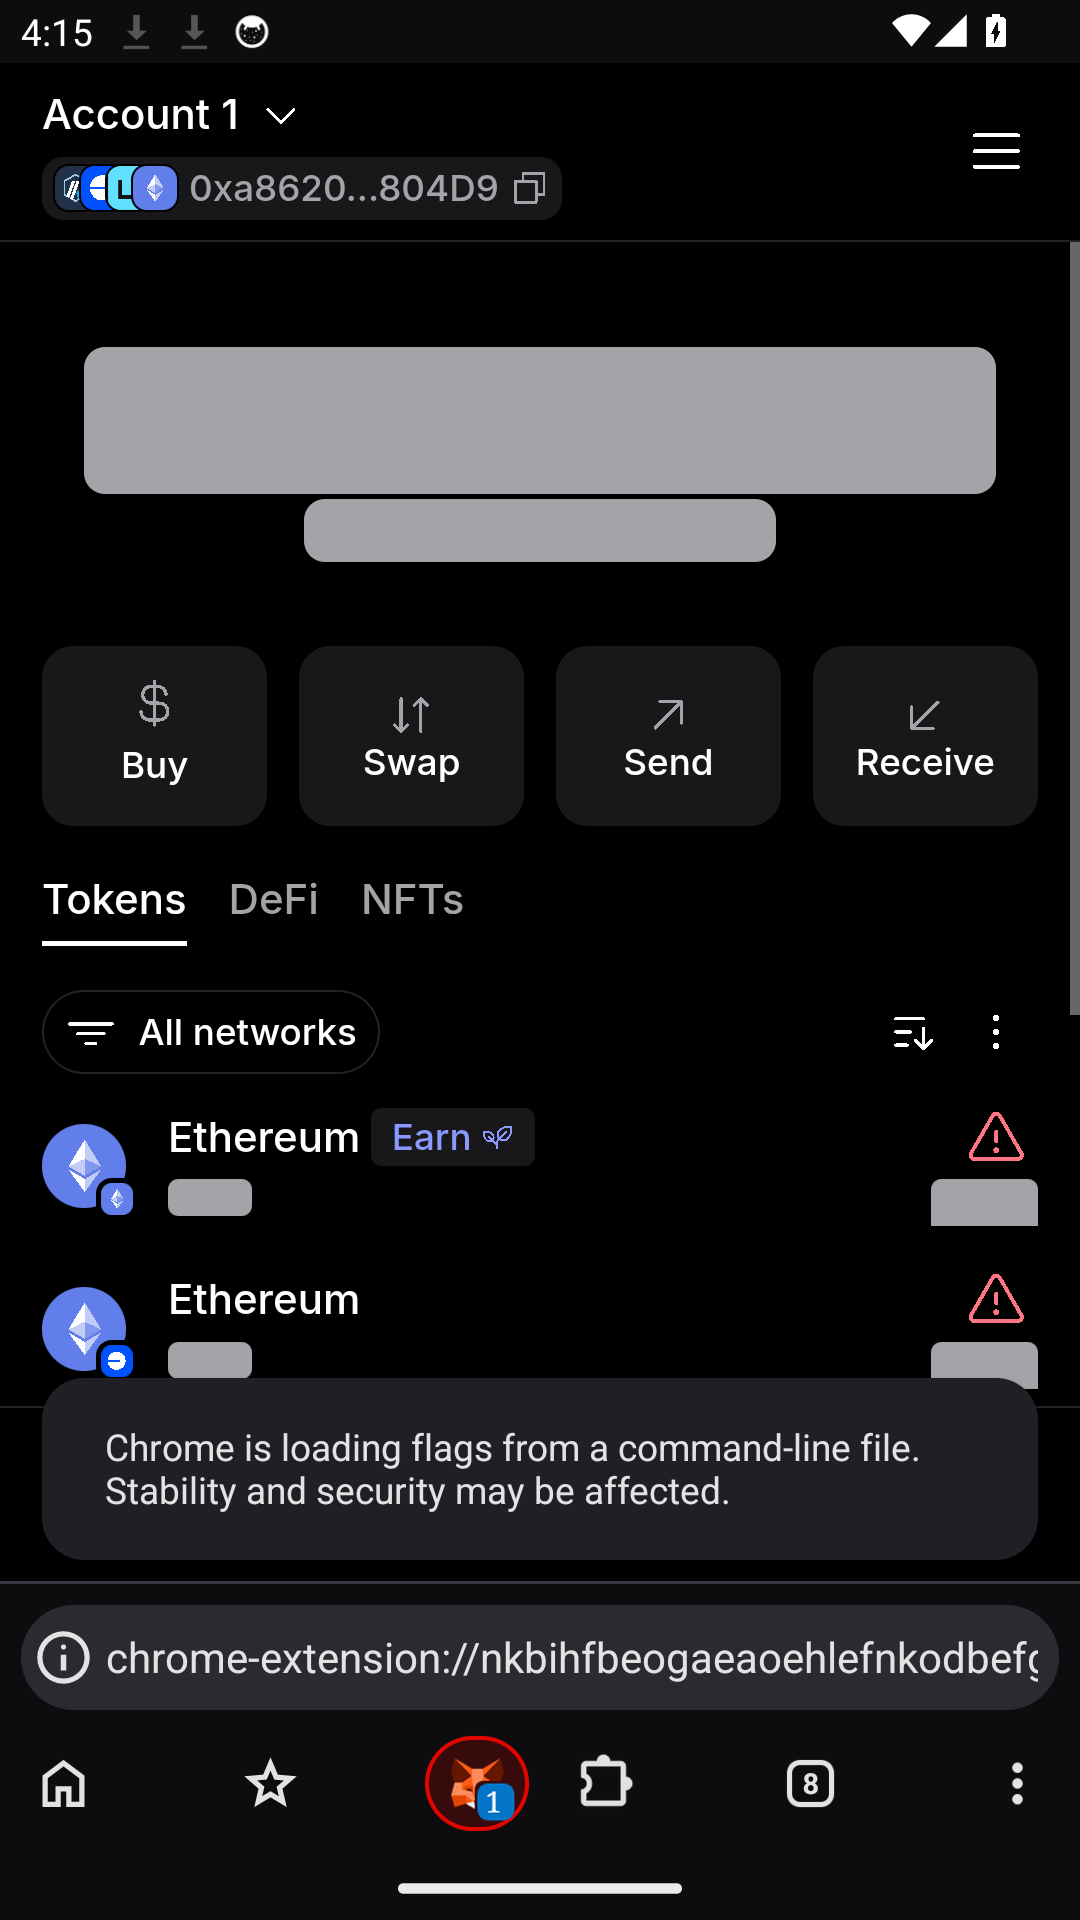 4:15
Account 1
0xa8620...804D9
Buy
Swap
Send
Receive
Tokens
DeFi
NFTs
All networks
Ethereum
Earn
Ethereum
Chrome is loading flags from a command-line file.
Stability and security may be affected.
chrome-extension://nkbihfbeogaeaoehlefnkodbefg
1
8